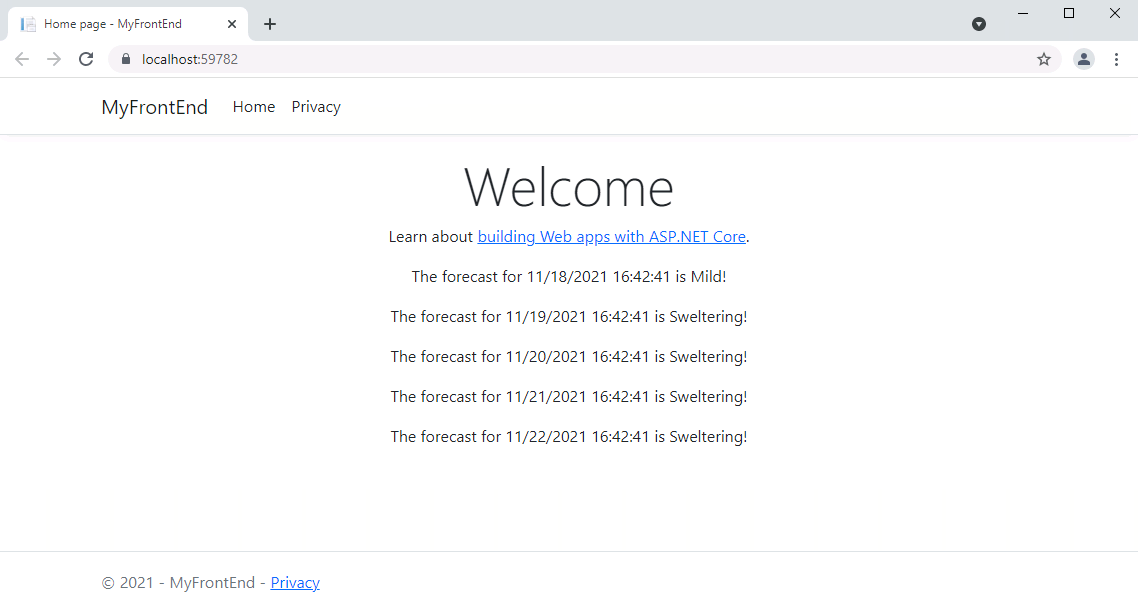 Home page - MyFrontEnd
localhost:59782
MyFrontEnd Home Privacy
Welcome
Learn about building Web apps with ASP.NET Core.
The forecast for 11/18/2021 16:42:41 is Mild!
The forecast for 11/19/2021 16:42:41 is Sweltering!
The forecast for 11/20/2021 16:42:41 is Sweltering!
The forecast for 11/21/2021 16:42:41 is Sweltering!
The forecast for 11/22/2021 16:42:41 is Sweltering!
© 2021 - MyFrontEnd - Privacy